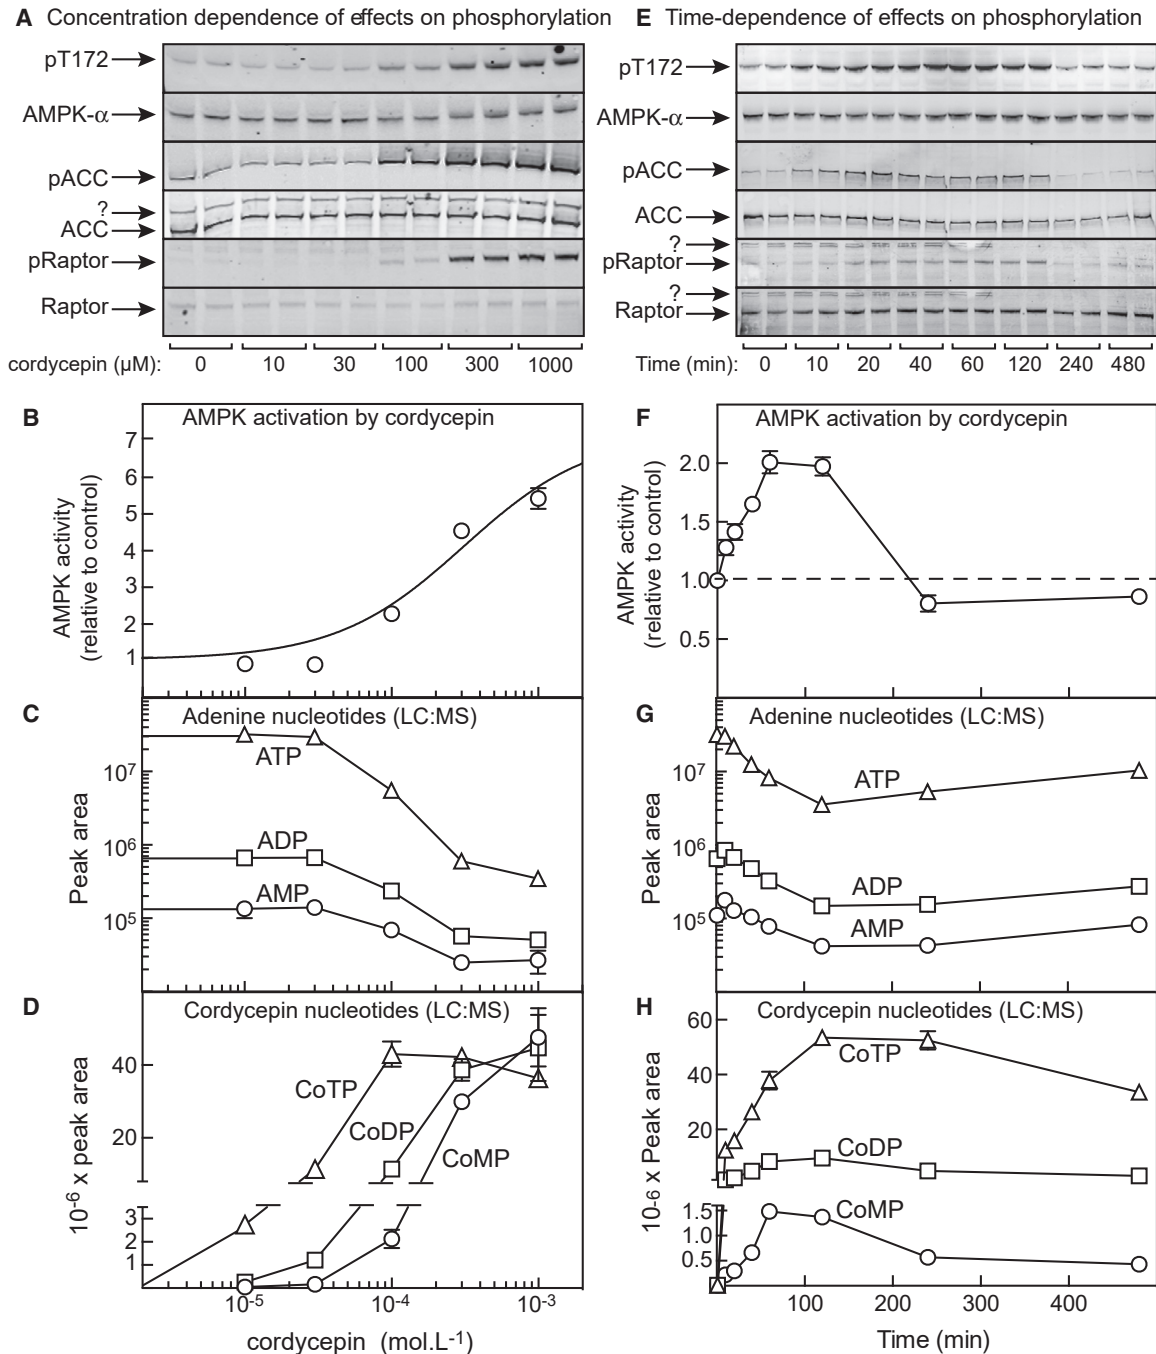 A Concentration dependence of effects on phosphorylation
pT172
AMPK-α
pACC
?
ACC
pRaptor
Raptor
cordycepin (µM): 0 10 30 100 300 1000
E Time-dependence of effects on phosphorylation
pT172
AMPK-α
pACC
ACC
?
pRaptor
?
Raptor
Time (min): 0 10 20 40 60 120 240 480
B AMPK activation by cordycepin
AMPK activity
(relative to control)
7
6
5
4
3
2
1
F AMPK activation by cordycepin
AMPK activity
(relative to control)
2.0
1.5
1.0
0.5
C Adenine nucleotides (LC:MS)
Peak area
10⁷
10⁶
10⁵
ATP
ADP
AMP
G Adenine nucleotides (LC:MS)
Peak area
10⁷
10⁶
10⁵
ATP
ADP
AMP
D Cordycepin nucleotides (LC:MS)
10⁻⁶ x peak area
40
20
3
2
1
CoTP
CoDP
CoMP
10⁻⁵ 10⁻⁴ 10⁻³
cordycepin (mol.L⁻¹)
H Cordycepin nucleotides (LC:MS)
10⁻⁶ x Peak area
60
40
20
1.5
1.0
0.5
CoTP
CoDP
CoMP
100 200 300 400
Time (min)